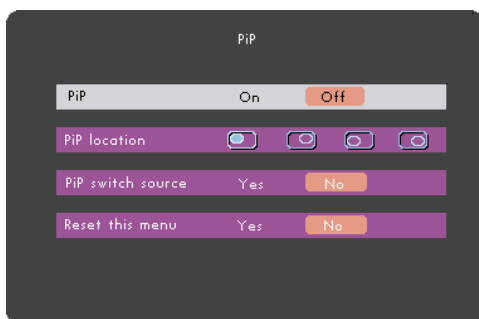 PiP
PiP On Off
PiP location
PiP switch source Yes No
Reset this menu Yes No